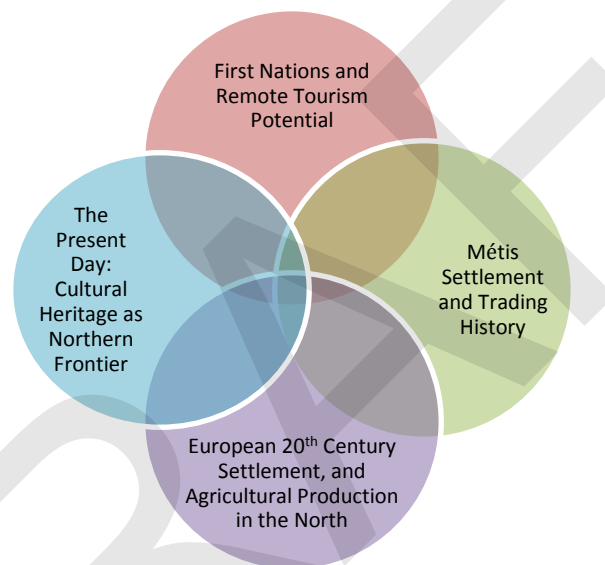 First Nations and
Remote Tourism
Potential
The
Present
Day:
Cultural
Heritage as
Northern
Frontier
Métis
Settlement
and Trading
History
European 20th Century
Settlement, and
Agricultural Production
in the North